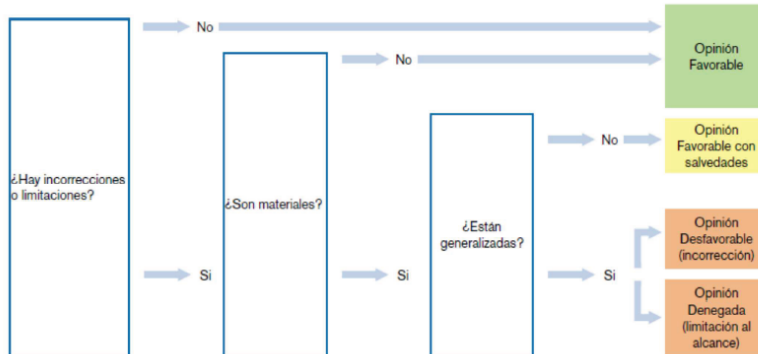 No
No
Opinión
Favorable
¿Hay incorrecciones
o limitaciones?
¿Son materiales?
¿Están
generalizadas?
No
Opinión
Favorable con
salvedades
Si
Si
Si
Opinión
Desfavorable
(incorrección)
Opinión
Denegada
(limitación al
alcance)